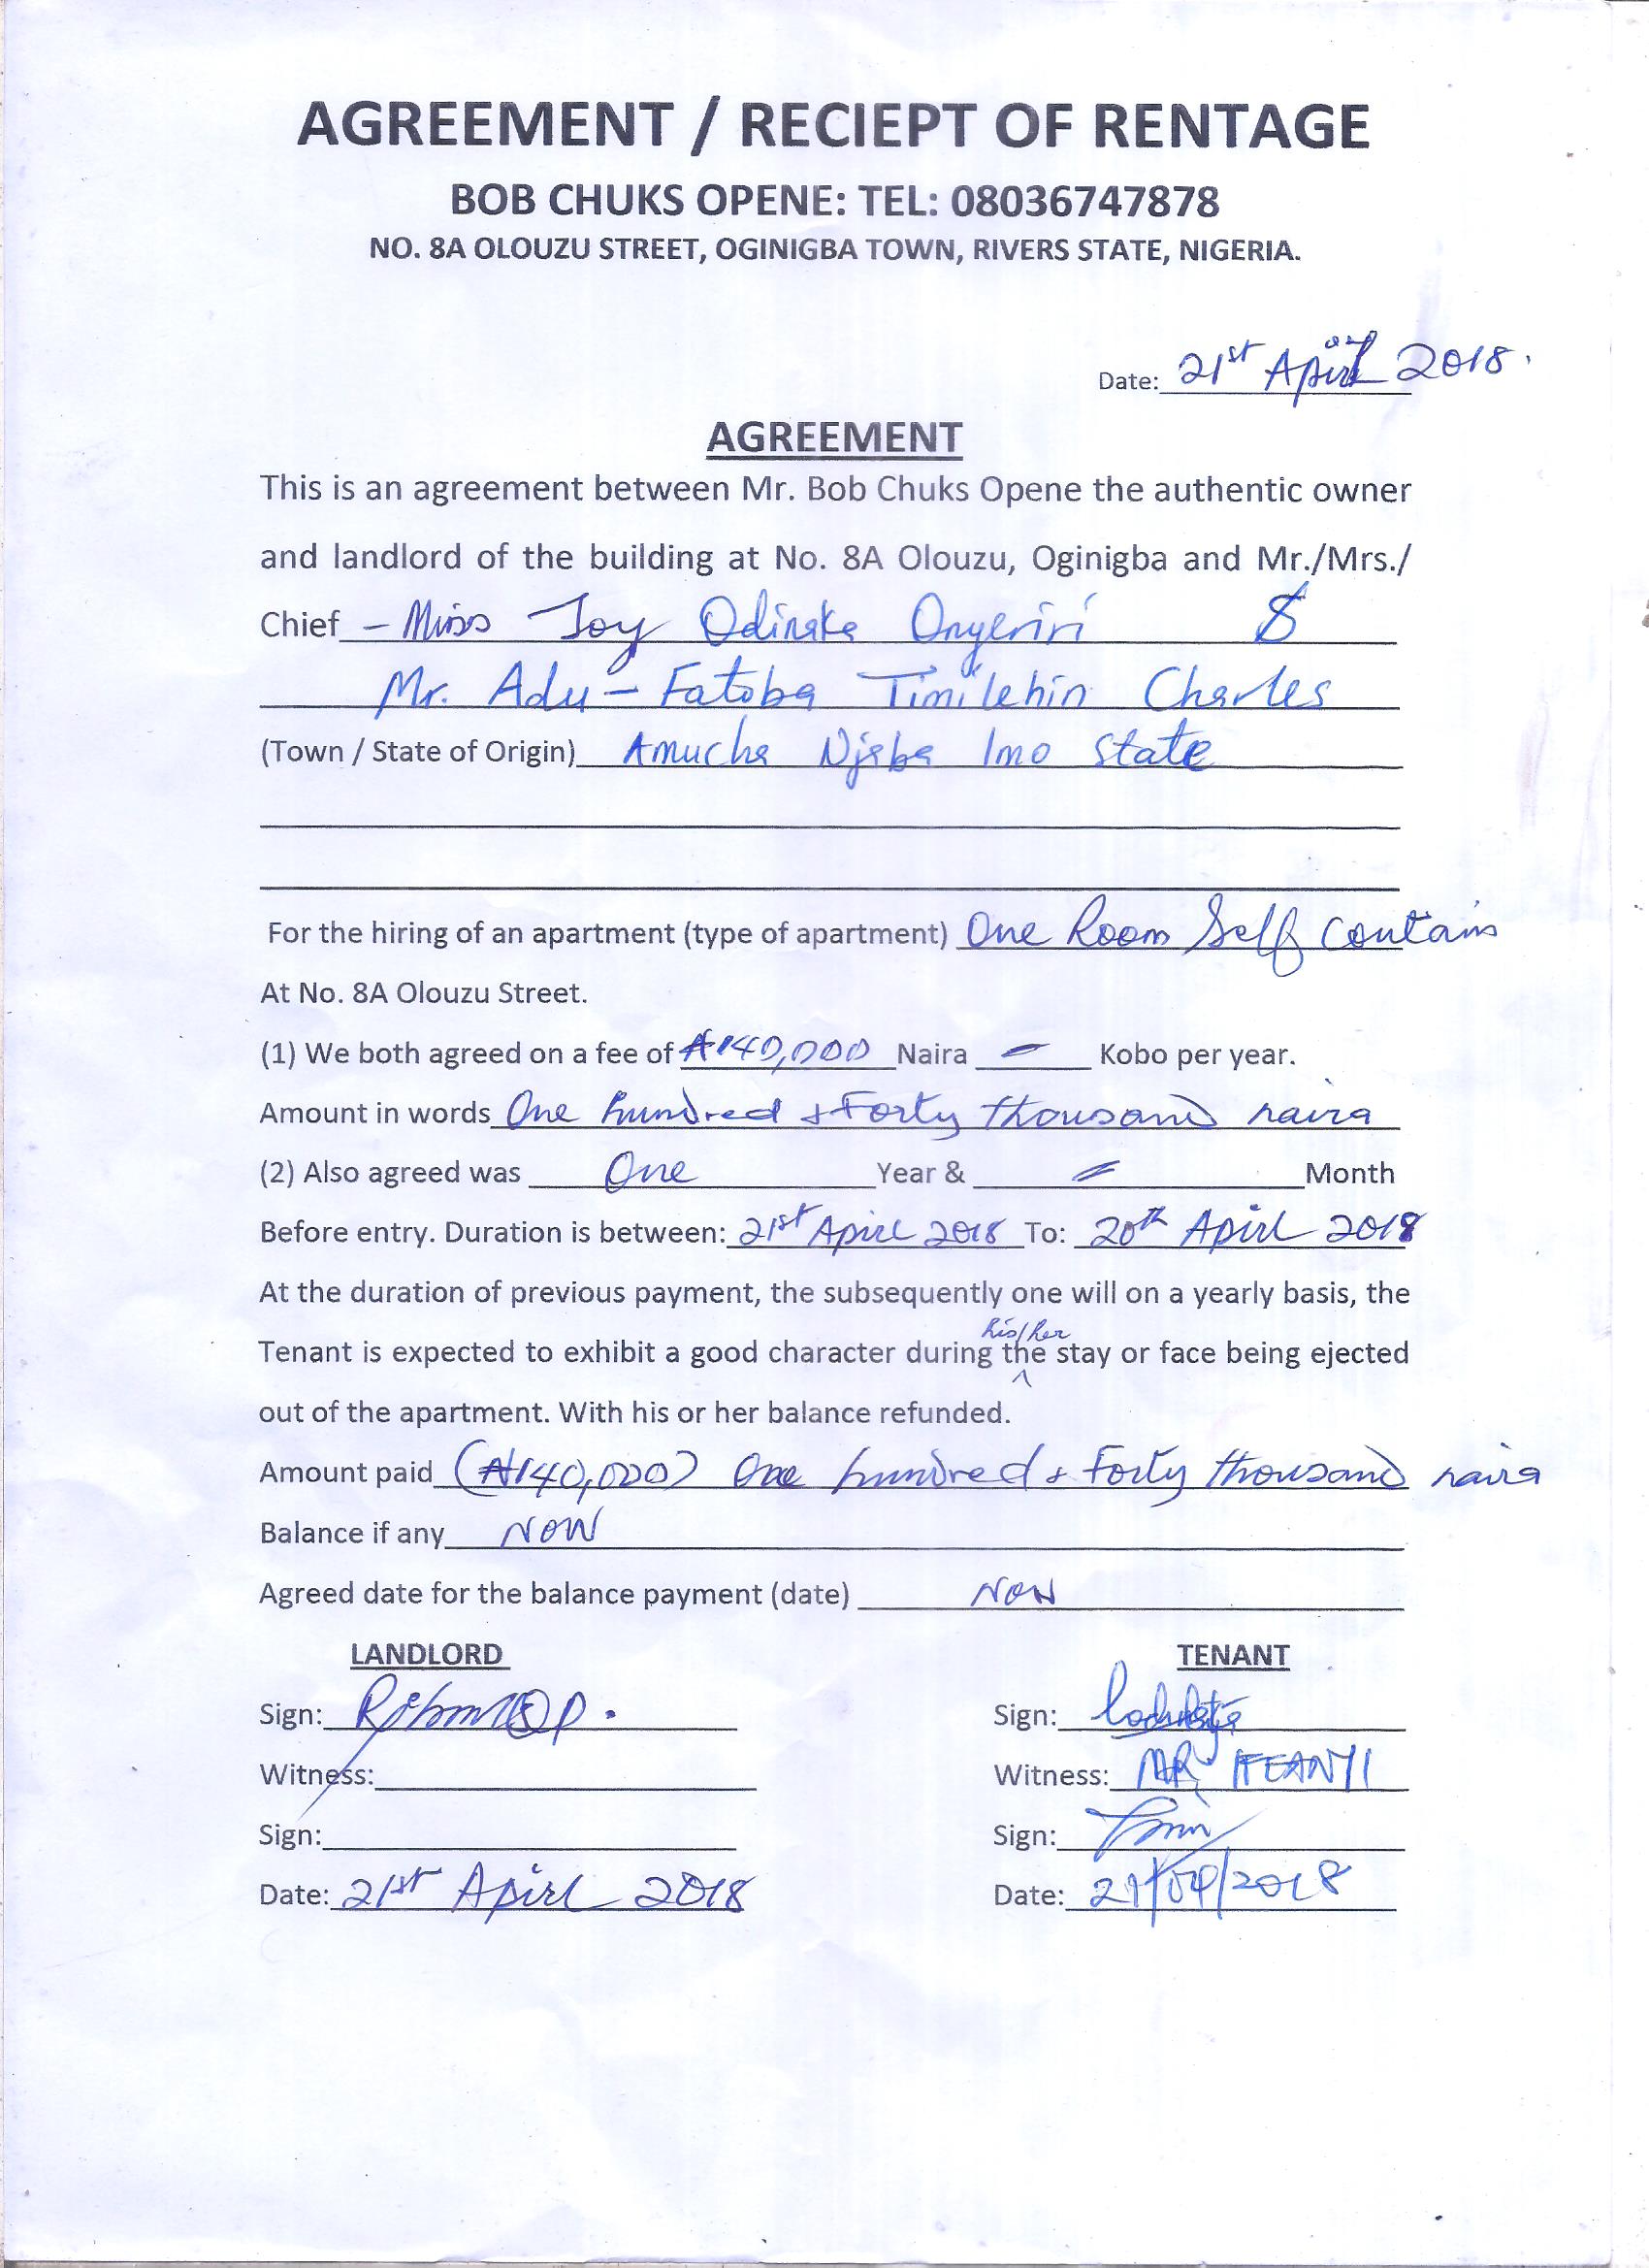 AGREEMENT / RECIEPT OF RENTAGE
BOB CHUKS OPENE: TEL: 08036747878
NO. 8A OLOUZU STREET, OGINIGBA TOWN, RIVERS STATE, NIGERIA.
Date: 21st April 2018.
AGREEMENT
This is an agreement between Mr. Bob Chuks Opene the authentic owner
and landlord of the building at No. 8A Olouzu, Oginigba and Mr./Mrs./
Chief - Miss Joy Odinaka Onyeriri &
Mr. Adu-Fatoba Timilehin Charles
(Town / State of Origin) Amucha Njaba Imo State
For the hiring of an apartment (type of apartment) One Room Self Contain
At No. 8A Olouzu Street.
(1) We both agreed on a fee of ₦140,000 Naira - Kobo per year.
Amount in words One hundred & Forty thousand naira
(2) Also agreed was One Year & = Month
Before entry. Duration is between: 21st Apirl 2018 To: 20th Apirl 2018
At the duration of previous payment, the subsequently one will on a yearly basis, the
his/her
Tenant is expected to exhibit a good character during the stay or face being ejected
out of the apartment. With his or her balance refunded.
Amount paid (₦140,000) One hundred & Forty thousand naira
Balance if any NON
Agreed date for the balance payment (date) NON
LANDLORD TENANT
Sign: Sign:
Witness: Witness: MR IFEANYI
Sign: Sign:
Date: 21st Apirl 2018 Date: 21/04/2018